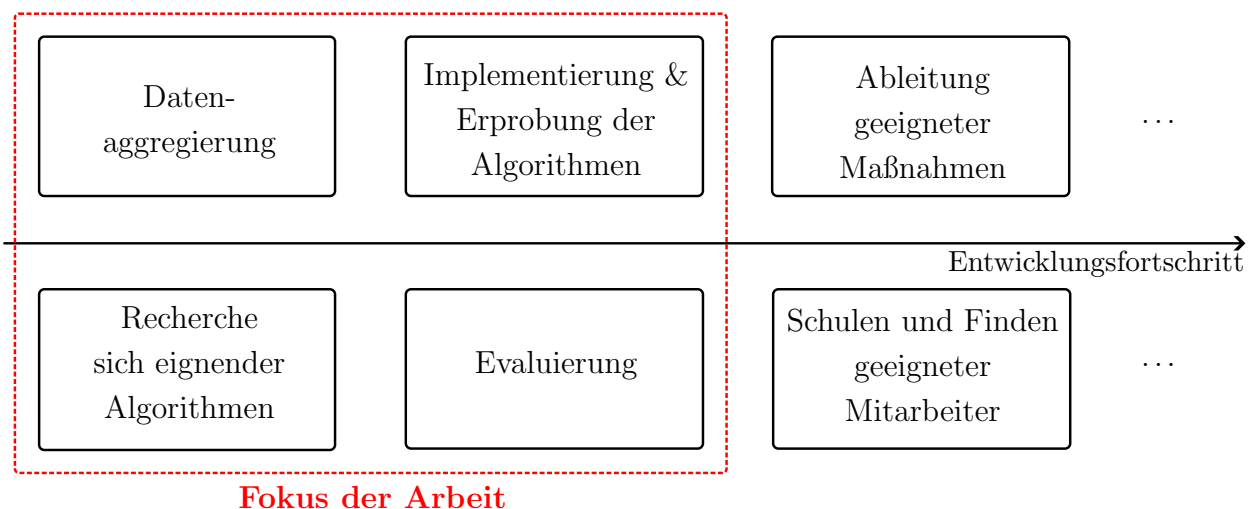 Daten-
aggregierung
Implementierung &
Erprobung der
Algorithmen
Ableitung
geeigneter
Maßnahmen
...
Entwicklungsfortschritt
Recherche
sich eignender
Algorithmen
Evaluierung
Schulen und Finden
geeigneter
Mitarbeiter
...
Fokus der Arbeit